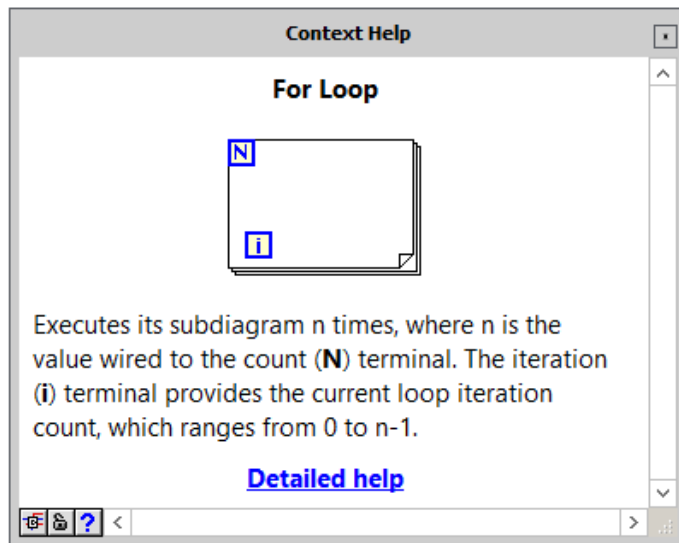 Context Help
For Loop
N
i
Executes its subdiagram n times, where n is the
value wired to the count (N) terminal. The iteration
(i) terminal provides the current loop iteration
count, which ranges from 0 to n-1.
Detailed help
?